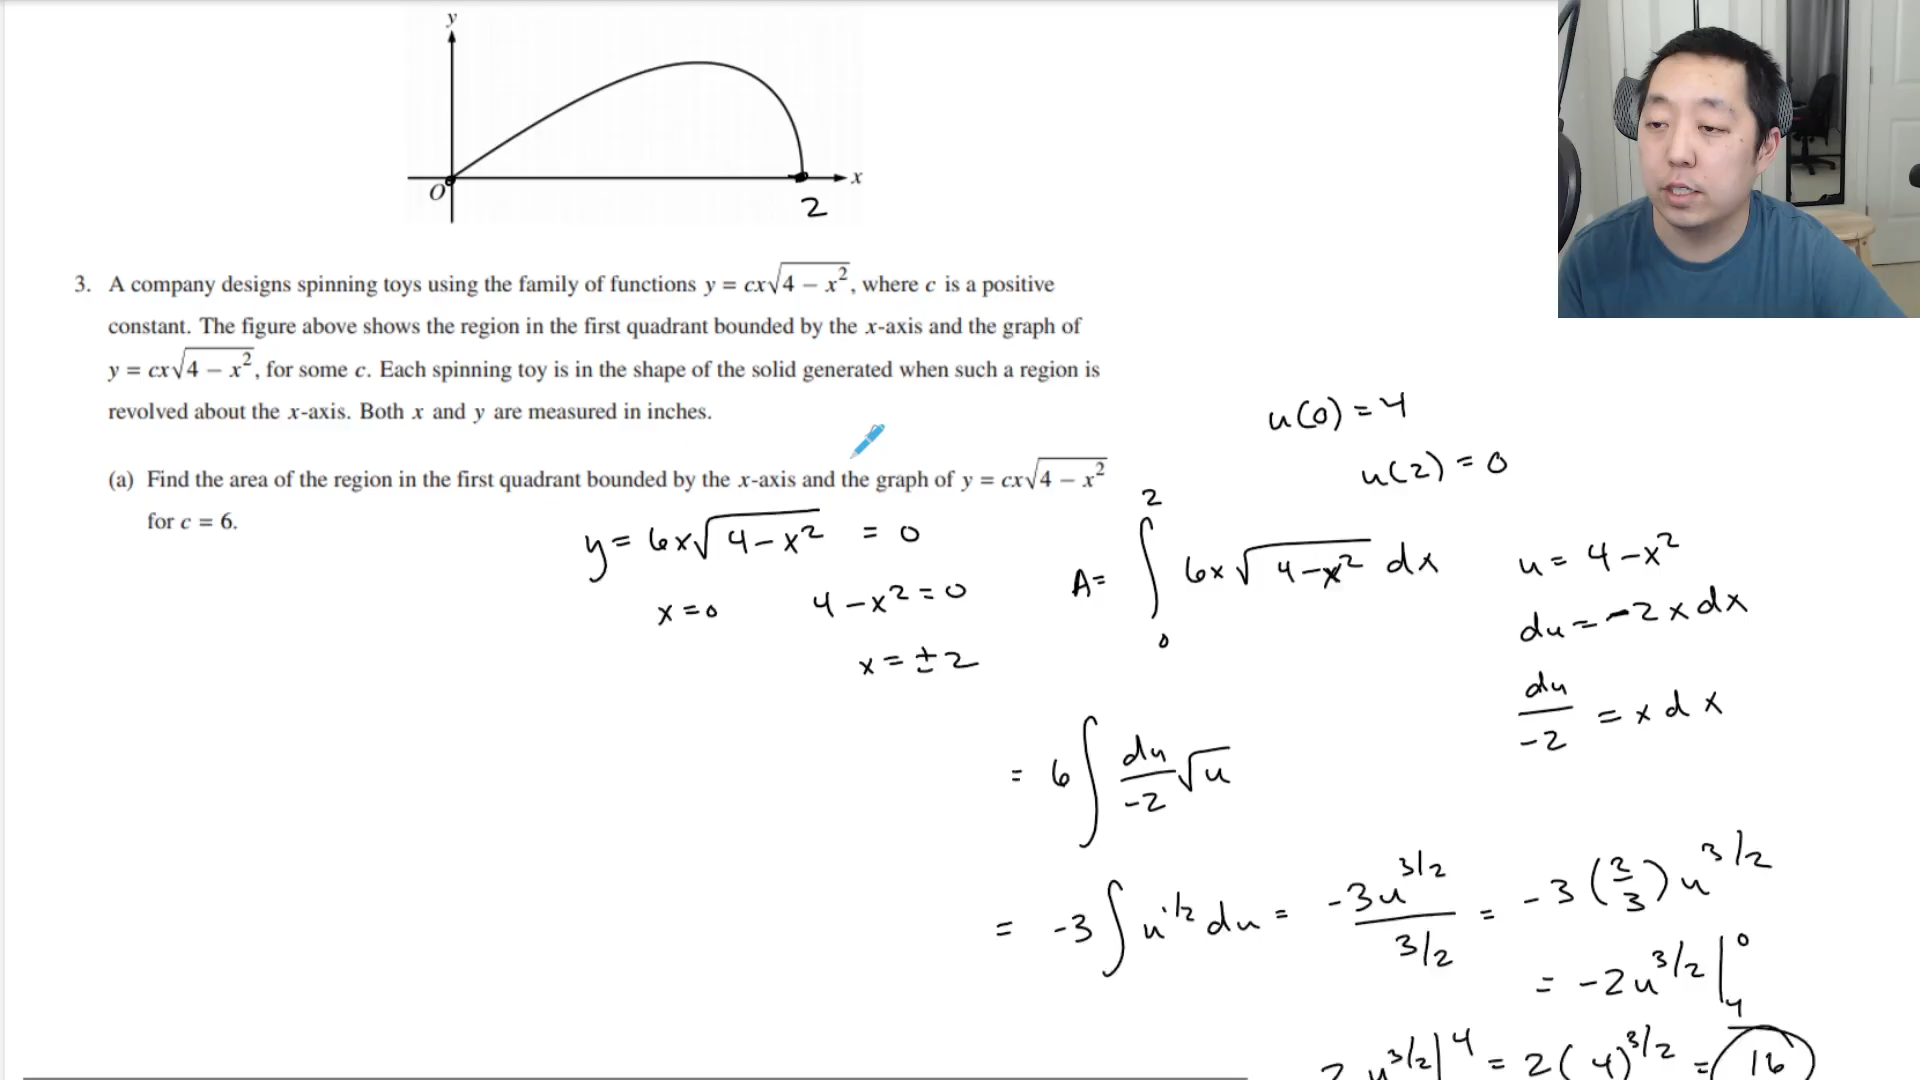 y
O
x
2
3. A company designs spinning toys using the family of functions y = cx√(4 − x²), where c is a positive
constant. The figure above shows the region in the first quadrant bounded by the x-axis and the graph of
y = cx√(4 − x²), for some c. Each spinning toy is in the shape of the solid generated when such a region is
revolved about the x-axis. Both x and y are measured in inches.
(a) Find the area of the region in the first quadrant bounded by the x-axis and the graph of y = cx√(4 − x²)
for c = 6.
y = 6x√(4−x²) = 0
x = 0
4 − x² = 0
x = ± 2
u(0) = 4
u(2) = 0
A = ∫₀² 6x√(4−x²) dx
u = 4 − x²
du = −2x dx
du/−2 = x dx
= 6 ∫ du/−2 √u
= −3 ∫ u^1/2 du = −3u^3/2 / 3/2 = −3 (2/3) u^3/2
= −2u^3/2 |₄⁰
2 u^3/2 |⁴ = 2(4)^3/2 = 16